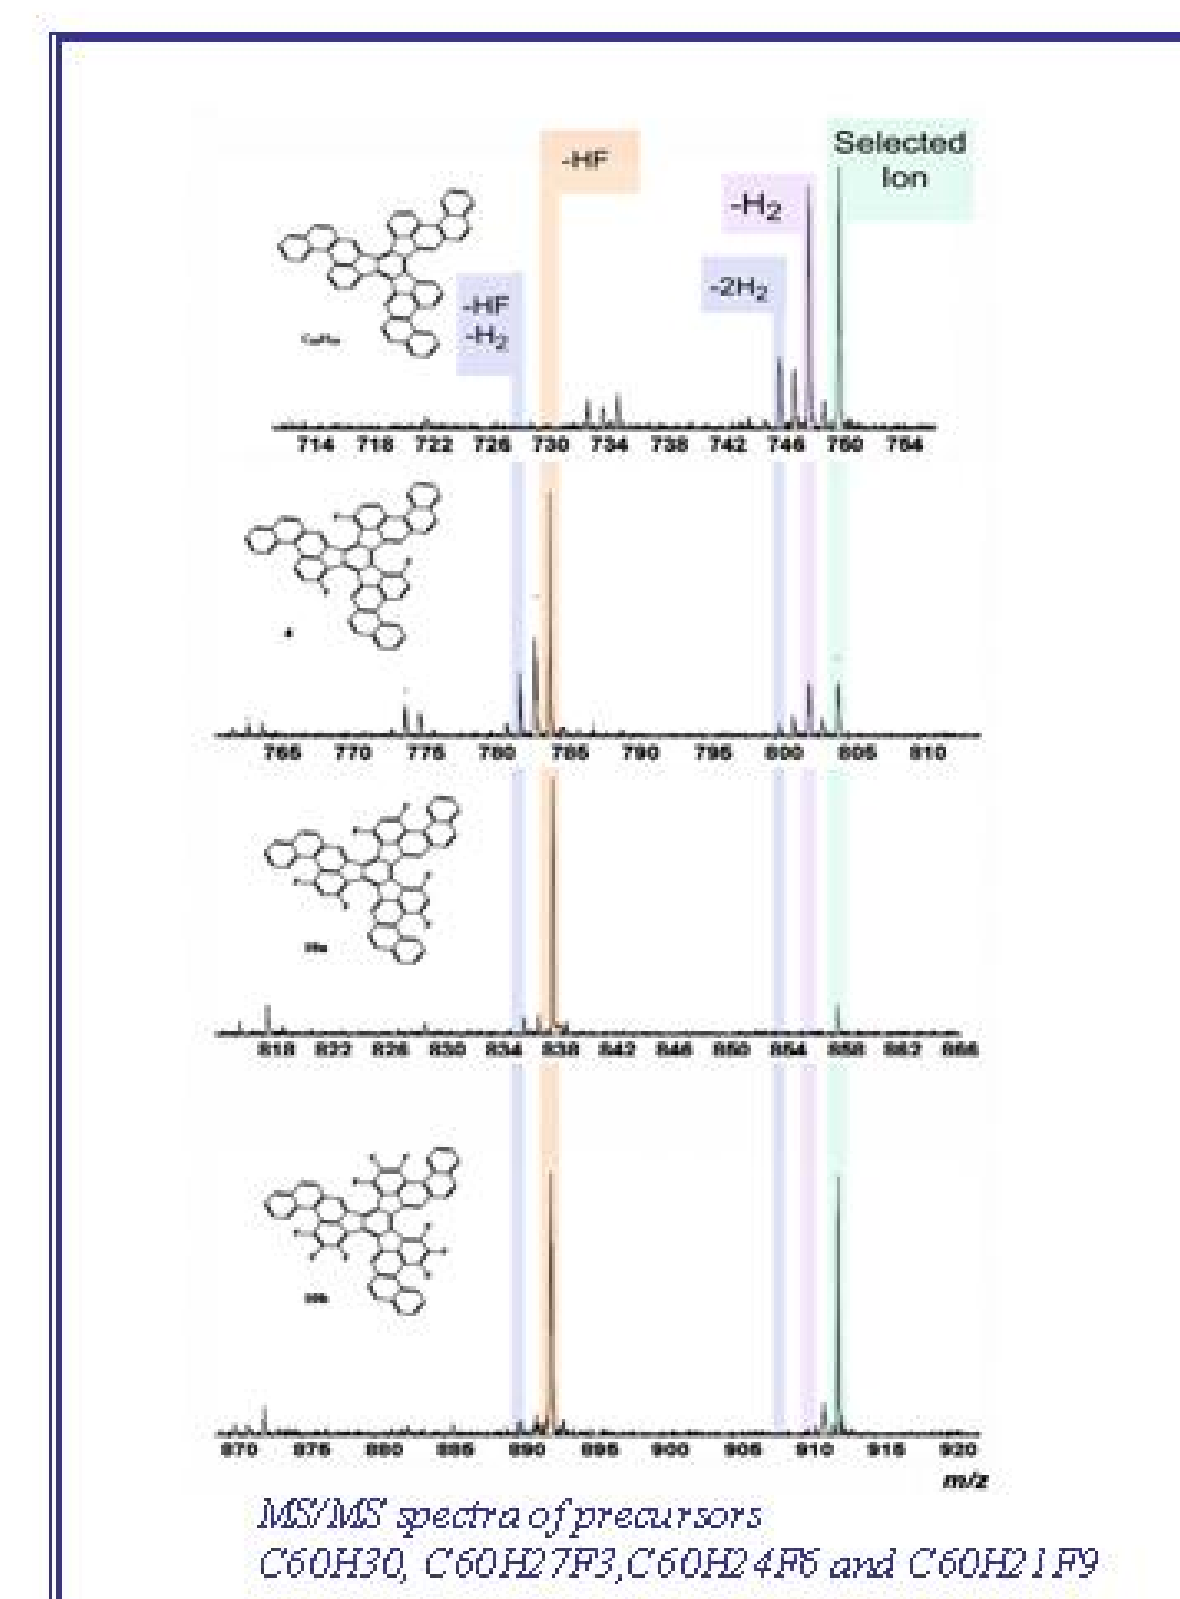 Selected
Ion
-HF
-H2
-2H2
-HF
-H2
714 718 722 726 730 734 738 742 746 760 764
765 770 775 780 785 790 795 800 805 810
818 822 826 830 834 838 842 846 850 854 858 862 866
870 875 880 885 890 895 900 905 910 915 920
m/z
MS/MS spectra of precursors
C60H30, C60H27F3,C60H24F6 and C60H21F9